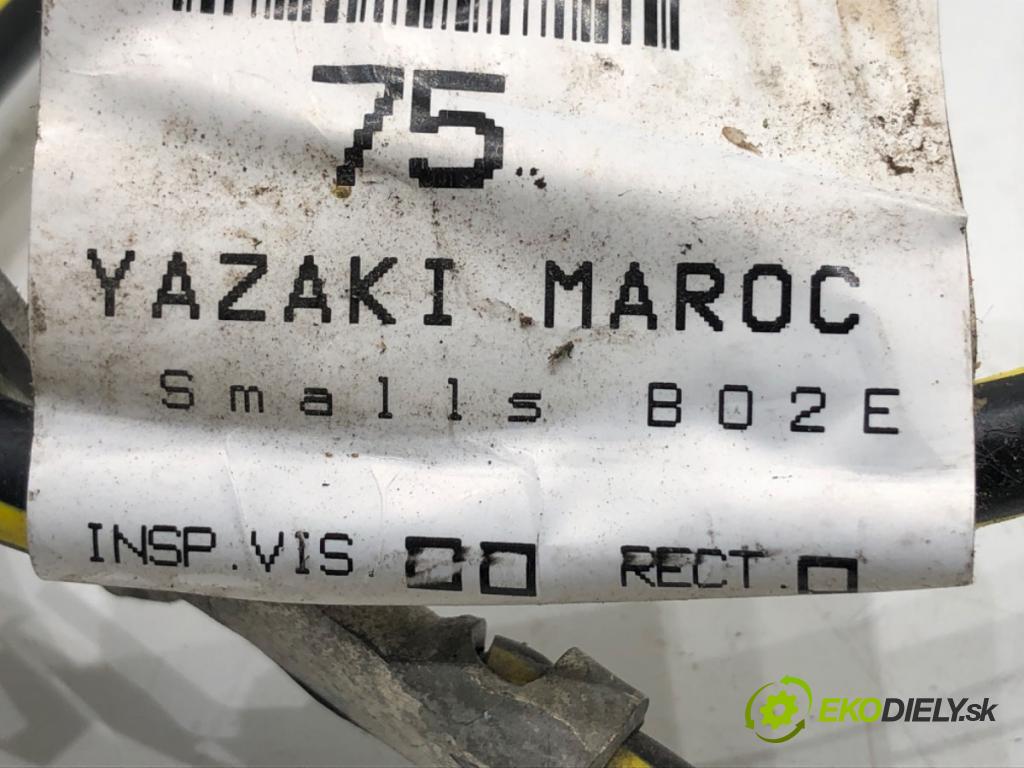 75
YAZAKI MAROC
Smalls B02E
INSP.VIS. RECT.
EKODIELY.sk